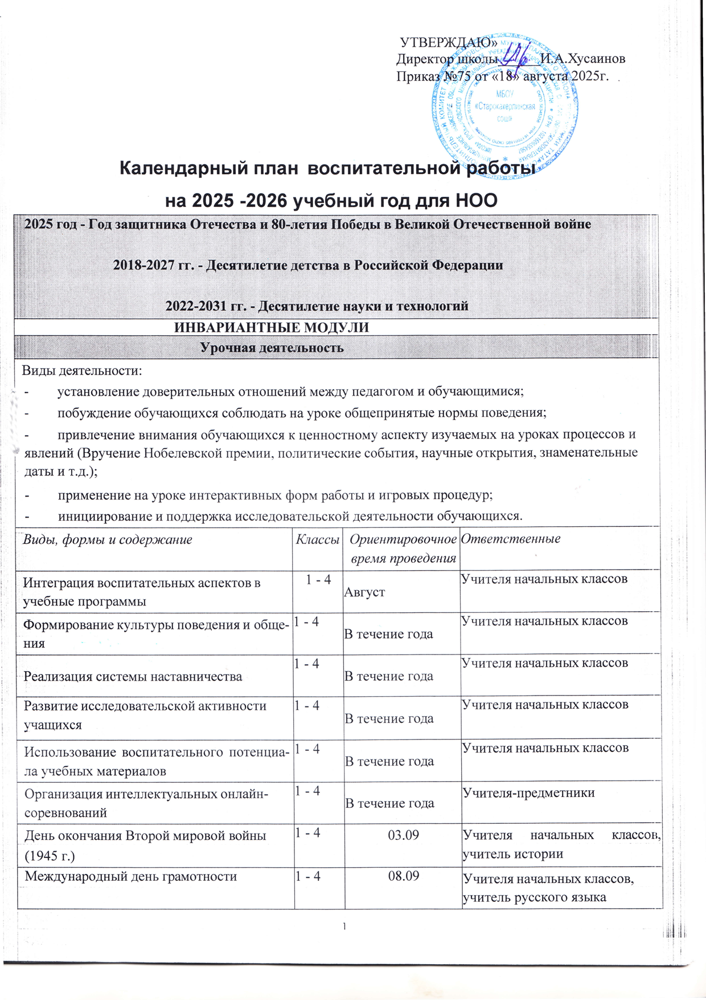 УТВЕРЖДАЮ»
Директор школы______И.А.Хусаинов
Приказ №75 от «18» августа 2025г.
МБОУ
«Старокакерлинская
сош»
Календарный план воспитательной работы
на 2025 -2026 учебный год для НОО
2025 год - Год защитника Отечества и 80-летия Победы в Великой Отечественной войне
2018-2027 гг. - Десятилетие детства в Российской Федерации
2022-2031 гг. - Десятилетие науки и технологий
ИНВАРИАНТНЫЕ МОДУЛИ
Урочная деятельность
Виды деятельности:
- установление доверительных отношений между педагогом и обучающимися;
- побуждение обучающихся соблюдать на уроке общепринятые нормы поведения;
- привлечение внимания обучающихся к ценностному аспекту изучаемых на уроках процессов и
явлений (Вручение Нобелевской премии, политические события, научные открытия, знаменательные
даты и т.д.);
- применение на уроке интерактивных форм работы и игровых процедур;
- инициирование и поддержка исследовательской деятельности обучающихся.
Виды, формы и содержание Классы Ориентировочное Ответственные
время проведения
Интеграция воспитательных аспектов в 1 - 4 Август Учителя начальных классов
учебные программы
Формирование культуры поведения и обще- 1 - 4 В течение года Учителя начальных классов
ния
Реализация системы наставничества 1 - 4 В течение года Учителя начальных классов
Развитие исследовательской активности 1 - 4 В течение года Учителя начальных классов
учащихся
Использование воспитательного потенциа- 1 - 4 В течение года Учителя начальных классов
ла учебных материалов
Организация интеллектуальных онлайн- 1 - 4 В течение года Учителя-предметники
соревнований
День окончания Второй мировой войны 1 - 4 03.09 Учителя начальных классов,
(1945 г.) учитель истории
Международный день грамотности 1 - 4 08.09 Учителя начальных классов,
учитель русского языка
1